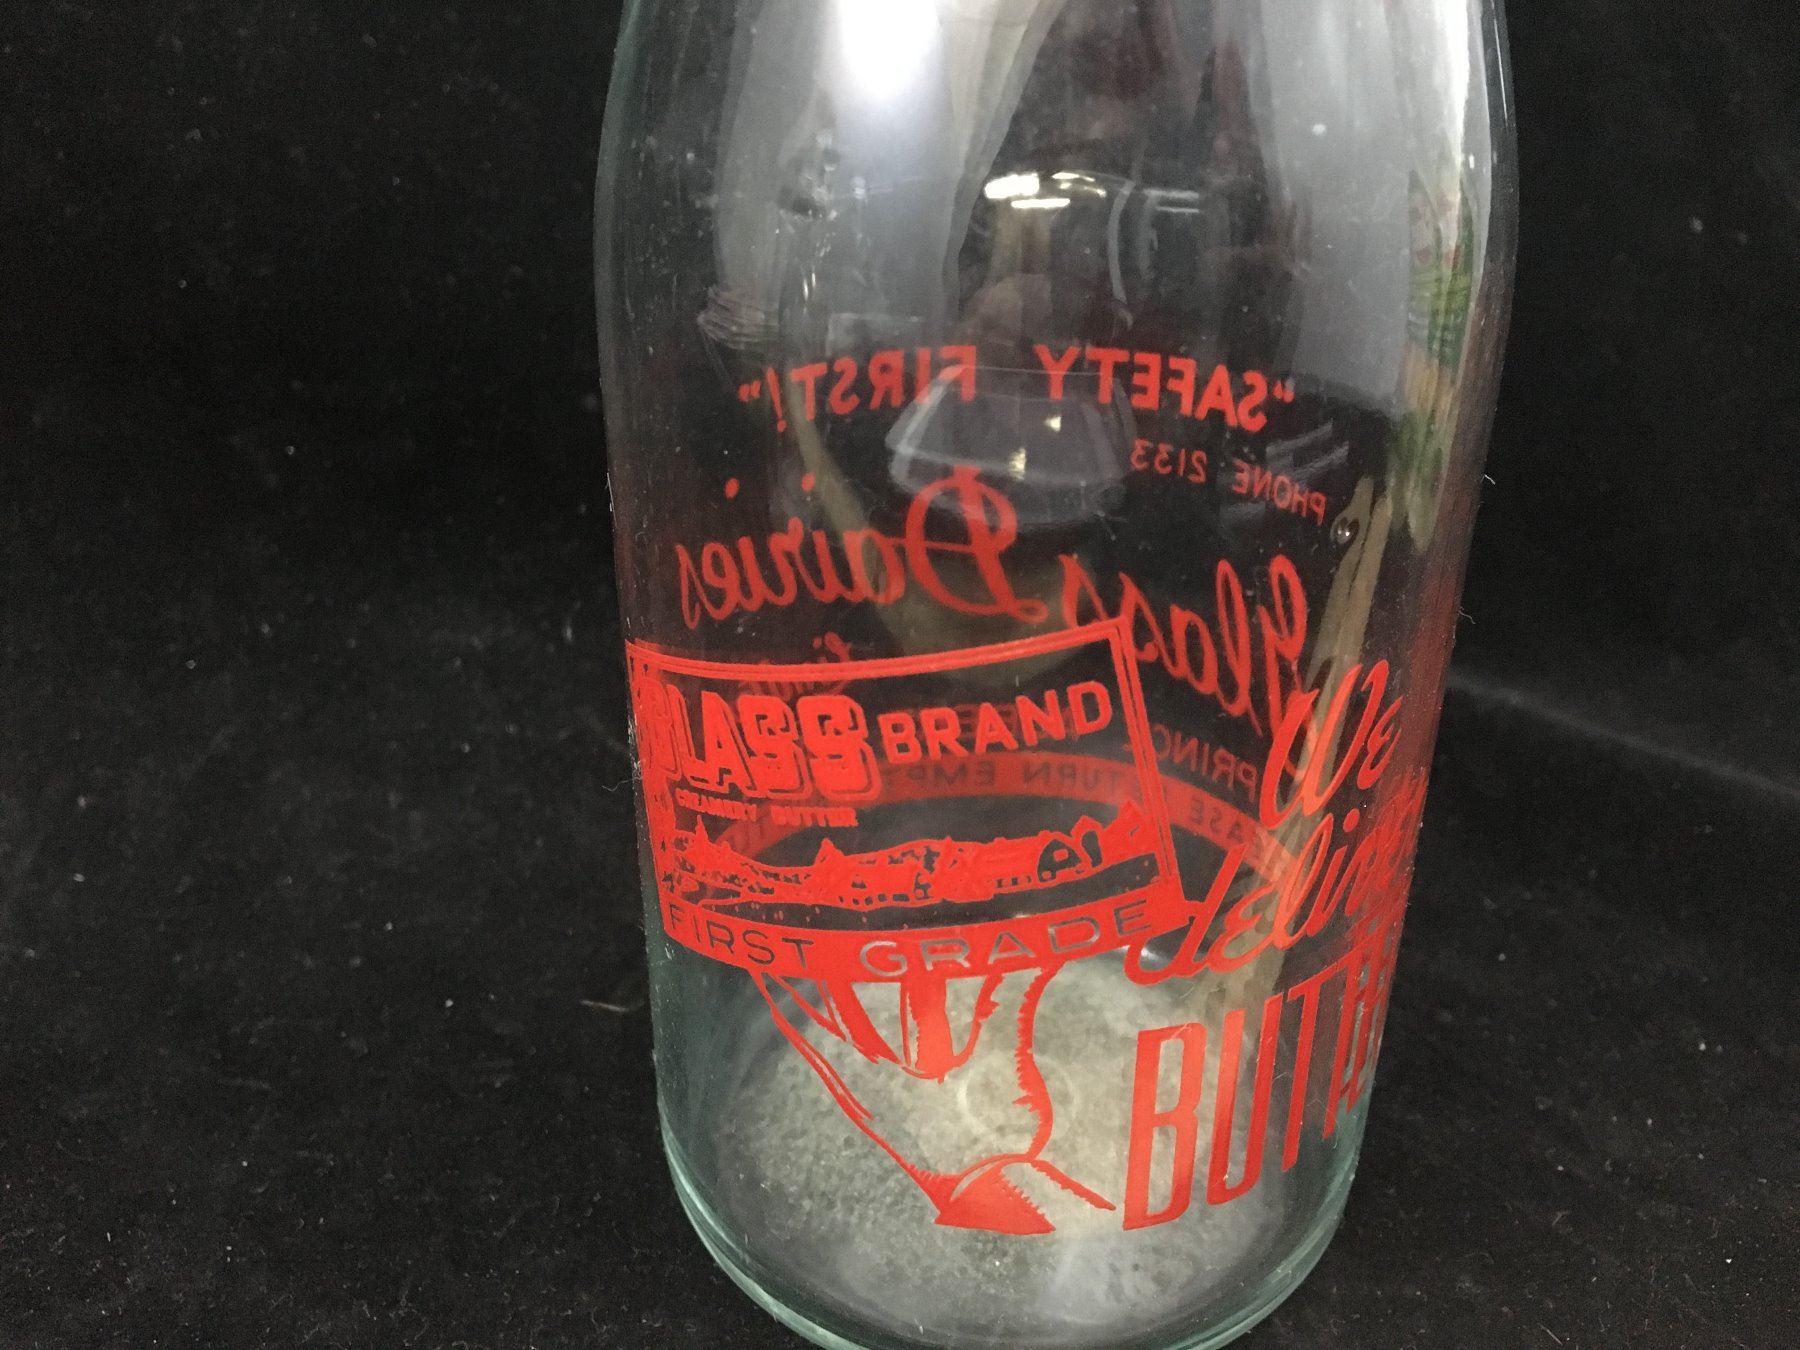 GLASS BRAND
CREAMERY BUTTER
FIRST GRADE
We
deliver
BUTTER
"SAFETY FIRST!"
PHONE 2133
Glass Dairies